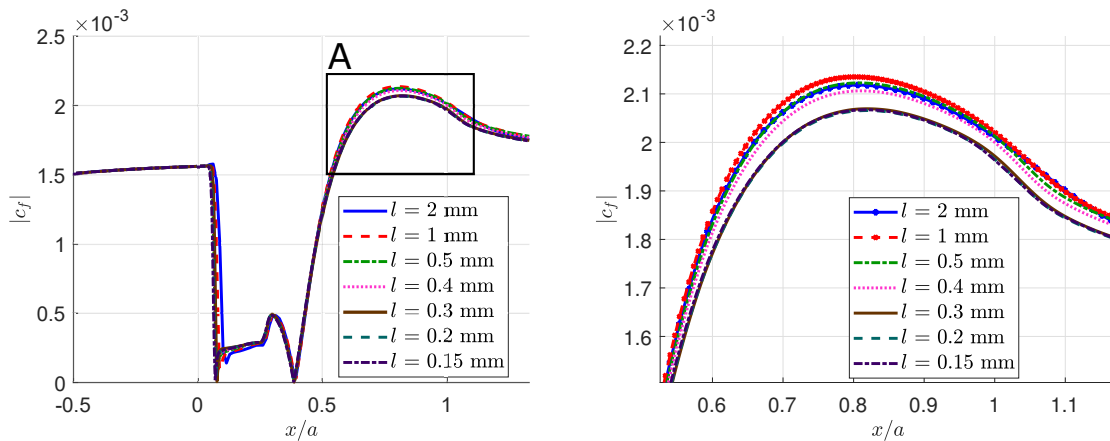 ×10⁻³
2.5
2
1.5
1
0.5
0
-0.5 0 0.5 1
|c_f|
x/a
A
l = 2 mm
l = 1 mm
l = 0.5 mm
l = 0.4 mm
l = 0.3 mm
l = 0.2 mm
l = 0.15 mm
×10⁻³
2.2
2.1
2
1.9
1.8
1.7
1.6
0.6 0.7 0.8 0.9 1 1.1
|c_f|
x/a
l = 2 mm
l = 1 mm
l = 0.5 mm
l = 0.4 mm
l = 0.3 mm
l = 0.2 mm
l = 0.15 mm